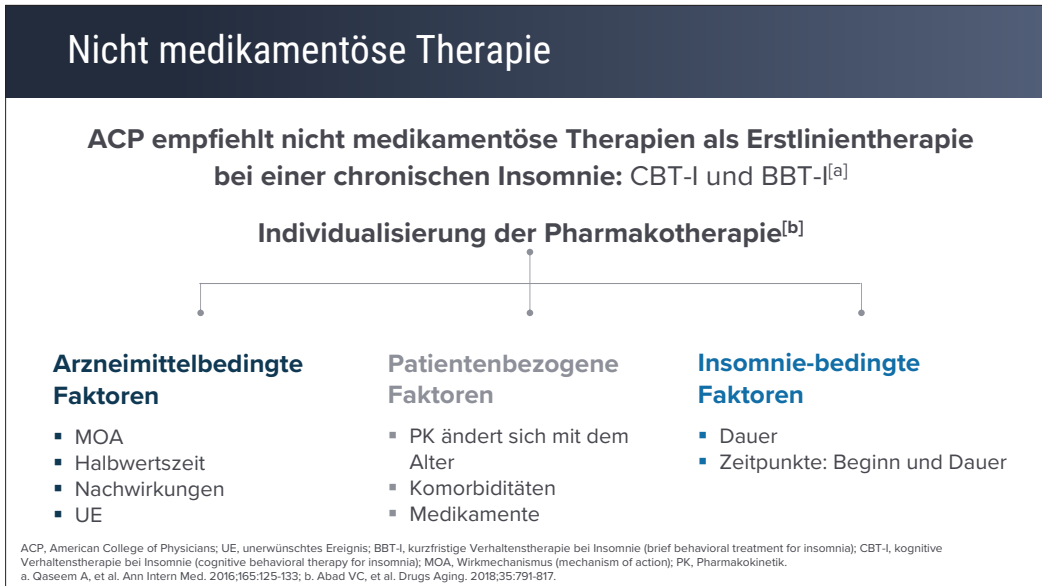 Nicht medikamentöse Therapie
ACP empfiehlt nicht medikamentöse Therapien als Erstlinientherapie
bei einer chronischen Insomnie: CBT-I und BBT-I[a]
Individualisierung der Pharmakotherapie[b]
Arzneimittelbedingte
Faktoren
▪ MOA
▪ Halbwertszeit
▪ Nachwirkungen
▪ UE
Patientenbezogene
Faktoren
▪ PK ändert sich mit dem
Alter
▪ Komorbiditäten
▪ Medikamente
Insomnie-bedingte
Faktoren
▪ Dauer
▪ Zeitpunkte: Beginn und Dauer
ACP, American College of Physicians; UE, unerwünschtes Ereignis; BBT-I, kurzfristige Verhaltenstherapie bei Insomnie (brief behavioral treatment for insomnia); CBT-I, kognitive
Verhaltenstherapie bei Insomnie (cognitive behavioral therapy for insomnia); MOA, Wirkmechanismus (mechanism of action); PK, Pharmakokinetik.
a. Qaseem A, et al. Ann Intern Med. 2016;165:125-133; b. Abad VC, et al. Drugs Aging. 2018;35:791-817.